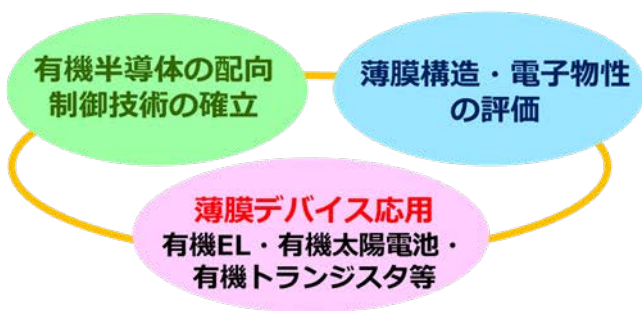 有機半導体の配向
制御技術の確立
薄膜構造・電子物性
の評価
薄膜デバイス応用
有機EL・有機太陽電池・
有機トランジスタ等